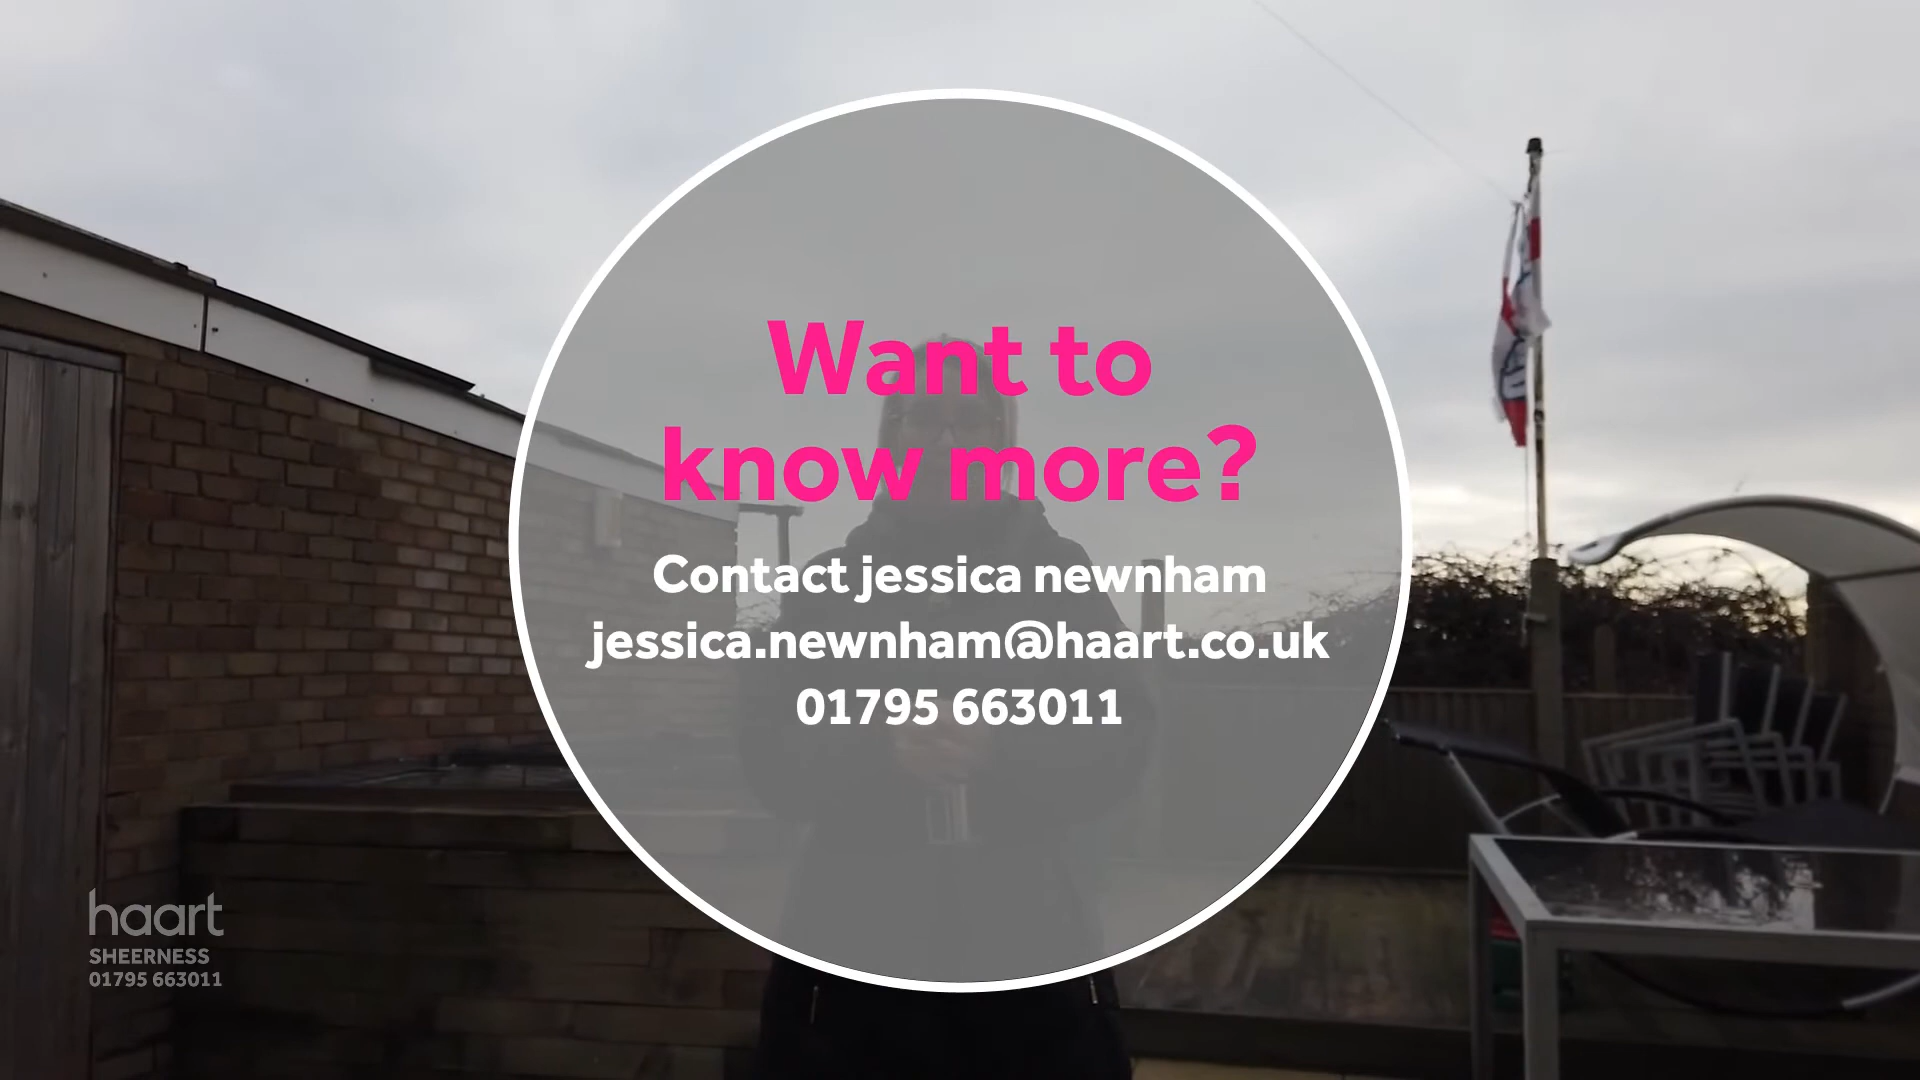 Want to
know more?
Contact jessica newnham
jessica.newnham@haart.co.uk
01795 663011
haart
SHEERNESS
01795 663011